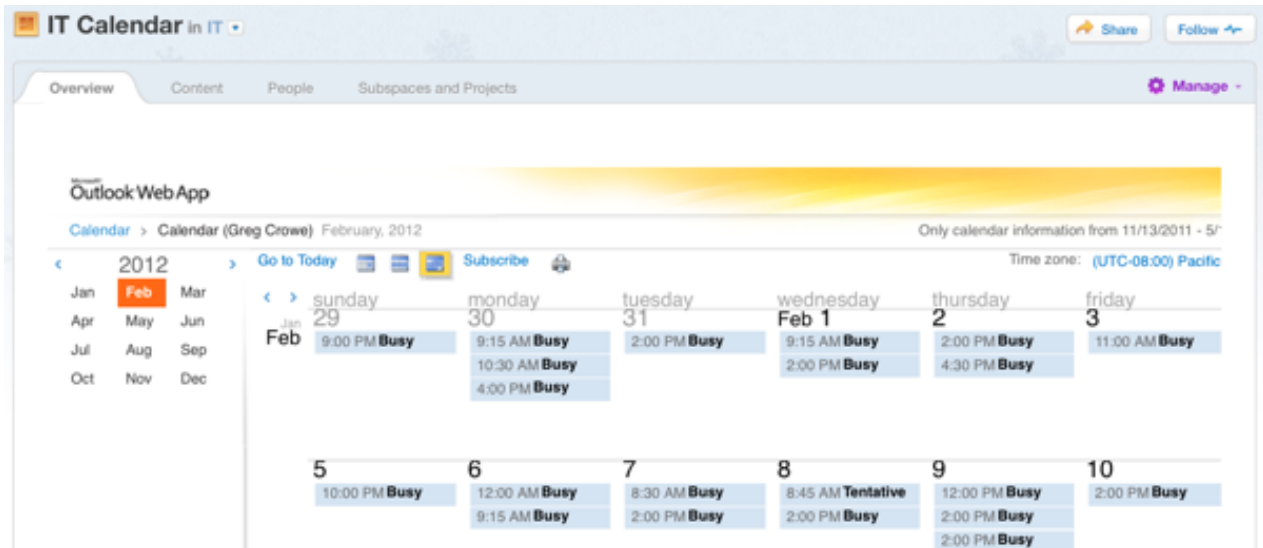 IT Calendar in IT
Share
Follow
Overview
Content
People
Subspaces and Projects
Manage
Microsoft
Outlook Web App
Calendar > Calendar (Greg Crowe) February, 2012
Only calendar information from 11/13/2011 - 5/
< 2012 >
Jan Feb Mar
Apr May Jun
Jul Aug Sep
Oct Nov Dec
Go to Today
Subscribe
Time zone: (UTC-08:00) Pacific
< > sunday monday tuesday wednesday thursday friday
Jan 29 30 31 Feb 1 2 3
Feb 9:00 PM Busy 9:15 AM Busy 2:00 PM Busy 9:15 AM Busy 2:00 PM Busy 11:00 AM Busy
10:30 AM Busy 2:00 PM Busy 4:30 PM Busy
4:00 PM Busy
5 6 7 8 9 10
10:00 PM Busy 12:00 AM Busy 8:30 AM Busy 8:45 AM Tentative 12:00 PM Busy 2:00 PM Busy
9:15 AM Busy 2:00 PM Busy 2:00 PM Busy 2:00 PM Busy
2:00 PM Busy